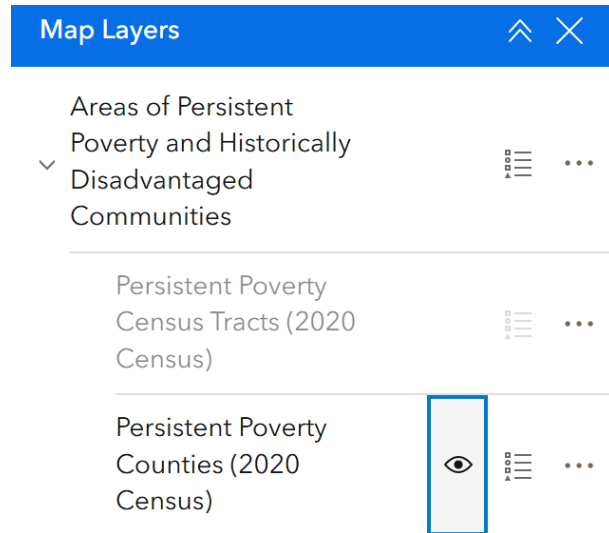 Map Layers
Areas of Persistent
Poverty and Historically
Disadvantaged
Communities
Persistent Poverty
Census Tracts (2020
Census)
Persistent Poverty
Counties (2020
Census)